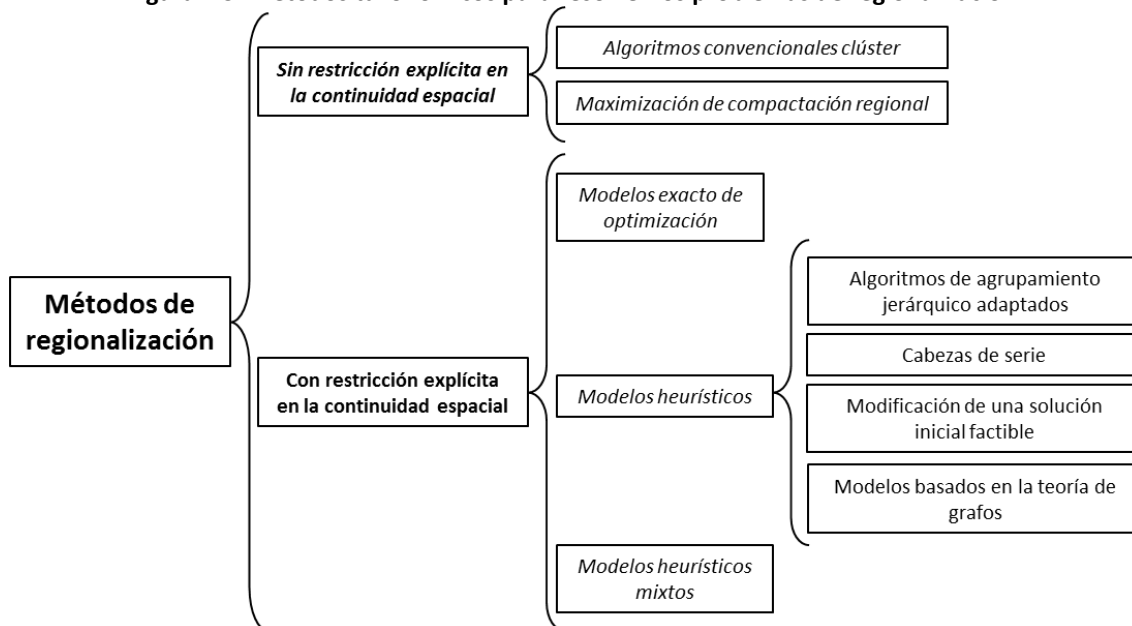 Métodos de
regionalización
Sin restricción explícita en
la continuidad espacial
Algoritmos convencionales clúster
Maximización de compactación regional
Con restricción explícita
en la continuidad espacial
Modelos exacto de
optimización
Modelos heurísticos
Algoritmos de agrupamiento
jerárquico adaptados
Cabezas de serie
Modificación de una solución
inicial factible
Modelos basados en la teoría de
grafos
Modelos heurísticos
mixtos